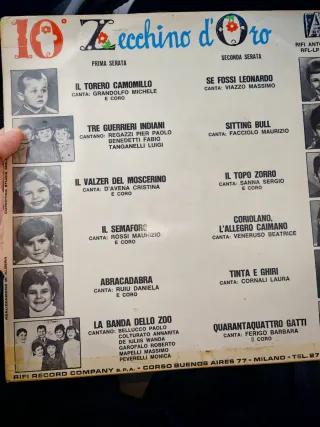 10° Zecchino d'Oro
PRIMA SERATA
SECONDA SERATA
RIFI
RFL-LP
IL TORERO CAMOMILLO
CANTA: GRANDOLFO MICHELE
E CORO
TRE GUERRIERI INDIANI
CANTANO: REGAZZI PIER PAOLO
BENEDETTI FABIO
TANGANELLI LUIGI
IL VALZER DEL MOSCERINO
CANTA: D'AVENA CRISTINA
E CORO
IL SEMAFORO
CANTA: ROSSI MAURIZIO
E CORO
ABRACADABRA
CANTA: RUIU DANIELA
E CORO
LA BANDA DELLO ZOO
CANTANO: BELLUCCO PAOLO
COLTURATO ANNARITA
DE IULIS WANDA
GAROFALO ROBERTO
MAPELLI MASSIMO
PEVERELLI MONICA
SE FOSSI LEONARDO
CANTA: VIAZZO MASSIMO
SITTING BULL
CANTA: FACCIOLO MAURIZIO
IL TOPO ZORRO
CANTA: SANNA SERGIO
E CORO
CORIOLANO,
L'ALLEGRO CAIMANO
CANTA: VENERUSO BEATRICE
TINTA E GHIRI
CANTA: CORNALI LAURA
QUARANTAQUATTRO GATTI
CANTA: FERIGO BARBARA
E CORO
RIFI RECORD COMPANY S.P.A. - CORSO BUENOS AIRES 77 - MILANO - TEL.